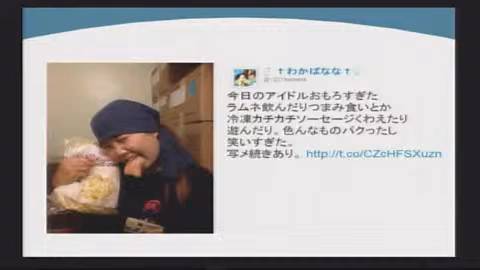 ↑わかばなな↑
今日のアイドルおもろすぎた
ラムネ飲んだりつまみ食いとか
冷凍カチカチソーセージくわえたり
遊んだり。色んなものパクったし
笑いすぎた。
写メ続きあり。 http://t.co/CZcHFSXuzn